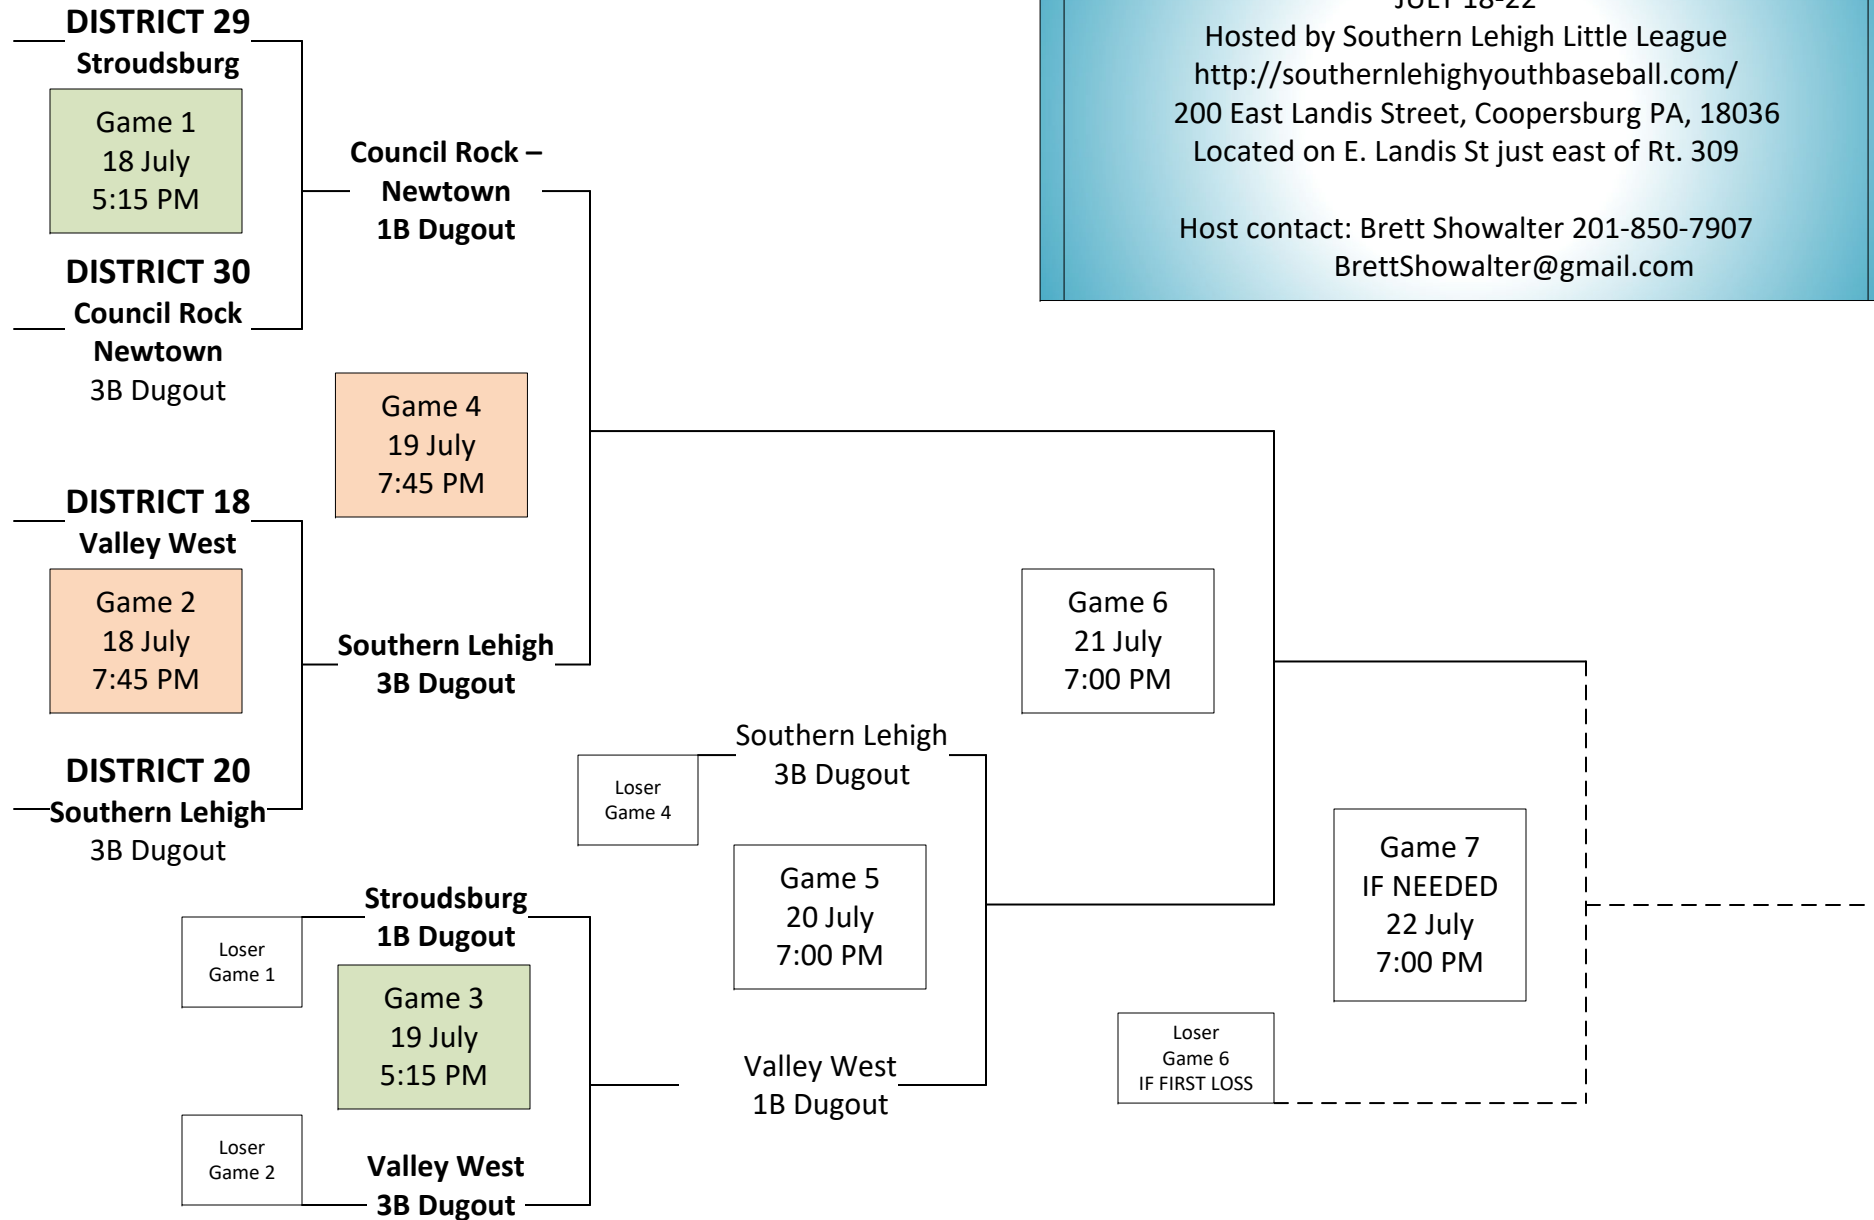 DISTRICT 29
Stroudsburg
Game 1
18 July
5:15 PM
DISTRICT 30
Council Rock
Newtown
3B Dugout
DISTRICT 18
Valley West
Game 2
18 July
7:45 PM
DISTRICT 20
Southern Lehigh
3B Dugout
Council Rock –
Newtown
1B Dugout
Game 4
19 July
7:45 PM
Southern Lehigh
3B Dugout
Loser
Game 1
Stroudsburg
1B Dugout
Game 3
19 July
5:15 PM
Loser
Game 2
Valley West
3B Dugout
Loser
Game 4
Southern Lehigh
3B Dugout
Game 5
20 July
7:00 PM
Valley West
1B Dugout
Game 6
21 July
7:00 PM
Loser
Game 6
IF FIRST LOSS
Game 7
IF NEEDED
22 July
7:00 PM
JULY 18-22
Hosted by Southern Lehigh Little League
http://southernlehighyouthbaseball.com/
200 East Landis Street, Coopersburg PA, 18036
Located on E. Landis St just east of Rt. 309
Host contact: Brett Showalter 201-850-7907
BrettShowalter@gmail.com